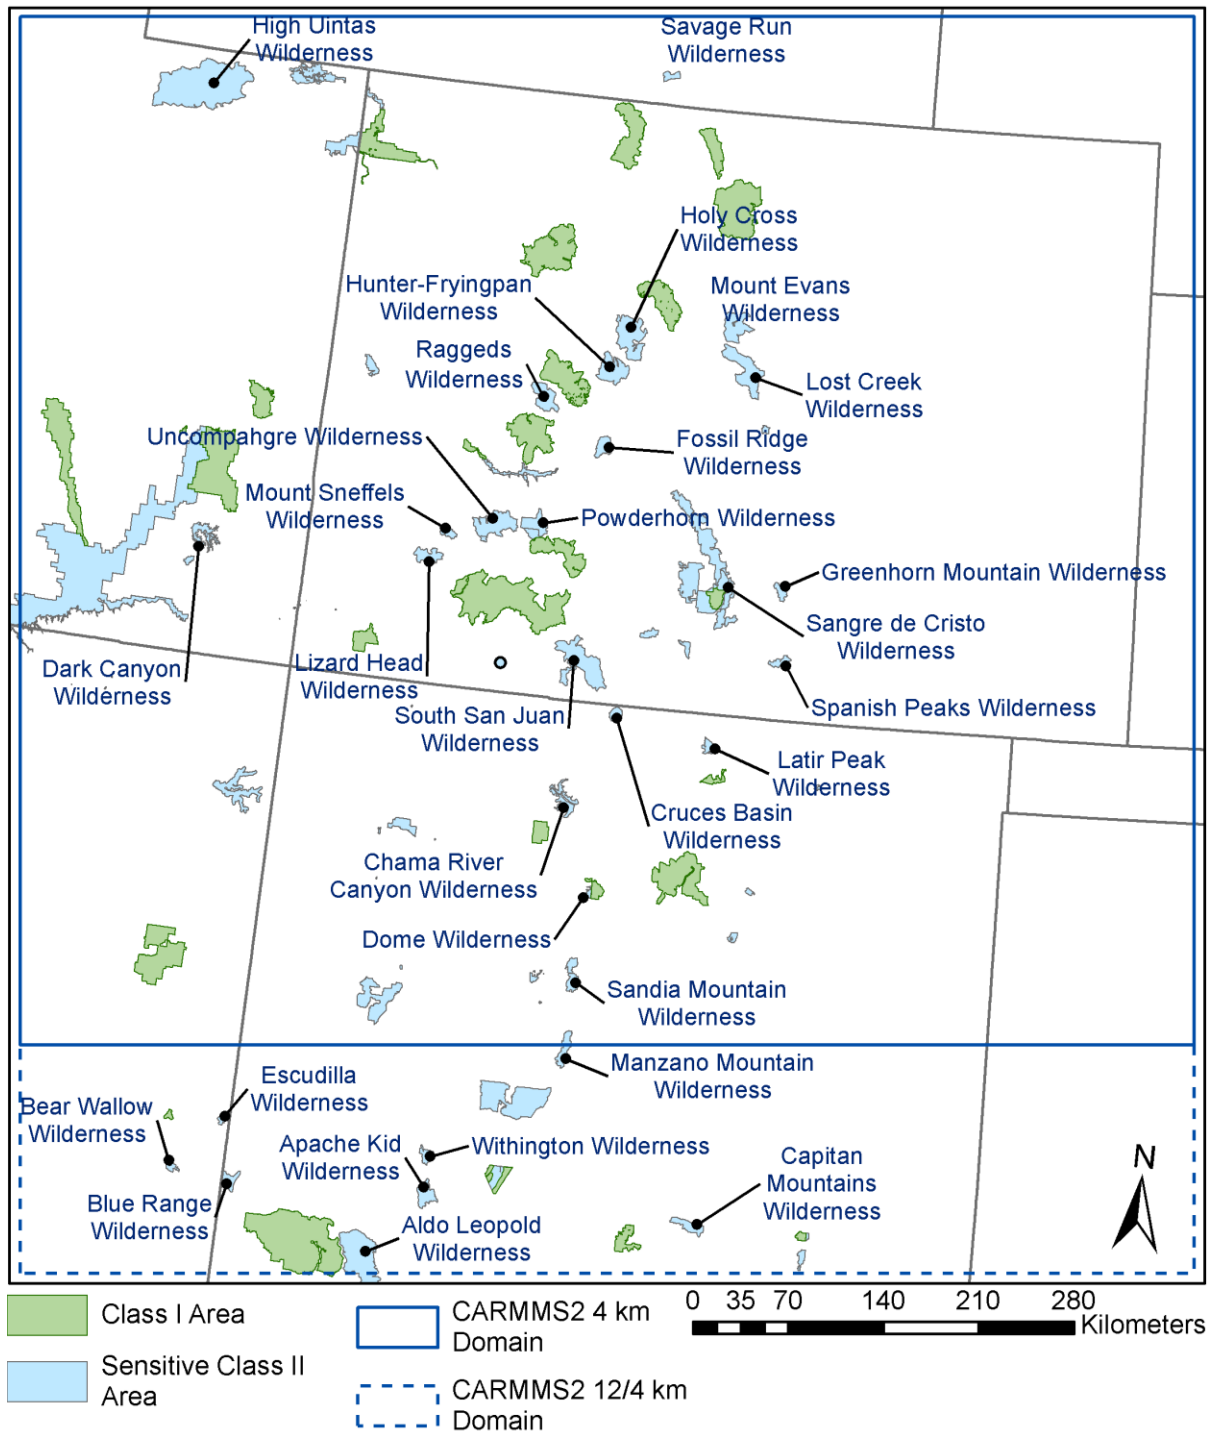 High Uintas
Wilderness
Savage Run
Wilderness
Holy Cross
Wilderness
Hunter-Fryingpan
Wilderness
Mount Evans
Wilderness
Raggeds
Wilderness
Lost Creek
Wilderness
Uncompahgre Wilderness
Fossil Ridge
Wilderness
Mount Sneffels
Wilderness
Powderhorn Wilderness
Greenhorn Mountain Wilderness
Sangre de Cristo
Wilderness
Dark Canyon
Wilderness
Lizard Head
Wilderness
South San Juan
Wilderness
Spanish Peaks Wilderness
Latir Peak
Wilderness
Cruces Basin
Wilderness
Chama River
Canyon Wilderness
Dome Wilderness
Sandia Mountain
Wilderness
Manzano Mountain
Wilderness
Escudilla
Wilderness
Bear Wallow
Wilderness
Apache Kid
Wilderness
Withington Wilderness
Capitan
Mountains
Wilderness
Blue Range
Wilderness
Aldo Leopold
Wilderness
N
Class I Area
Sensitive Class II
Area
CARMMS2 4 km
Domain
CARMMS2 12/4 km
Domain
0 35 70 140 210 280
Kilometers